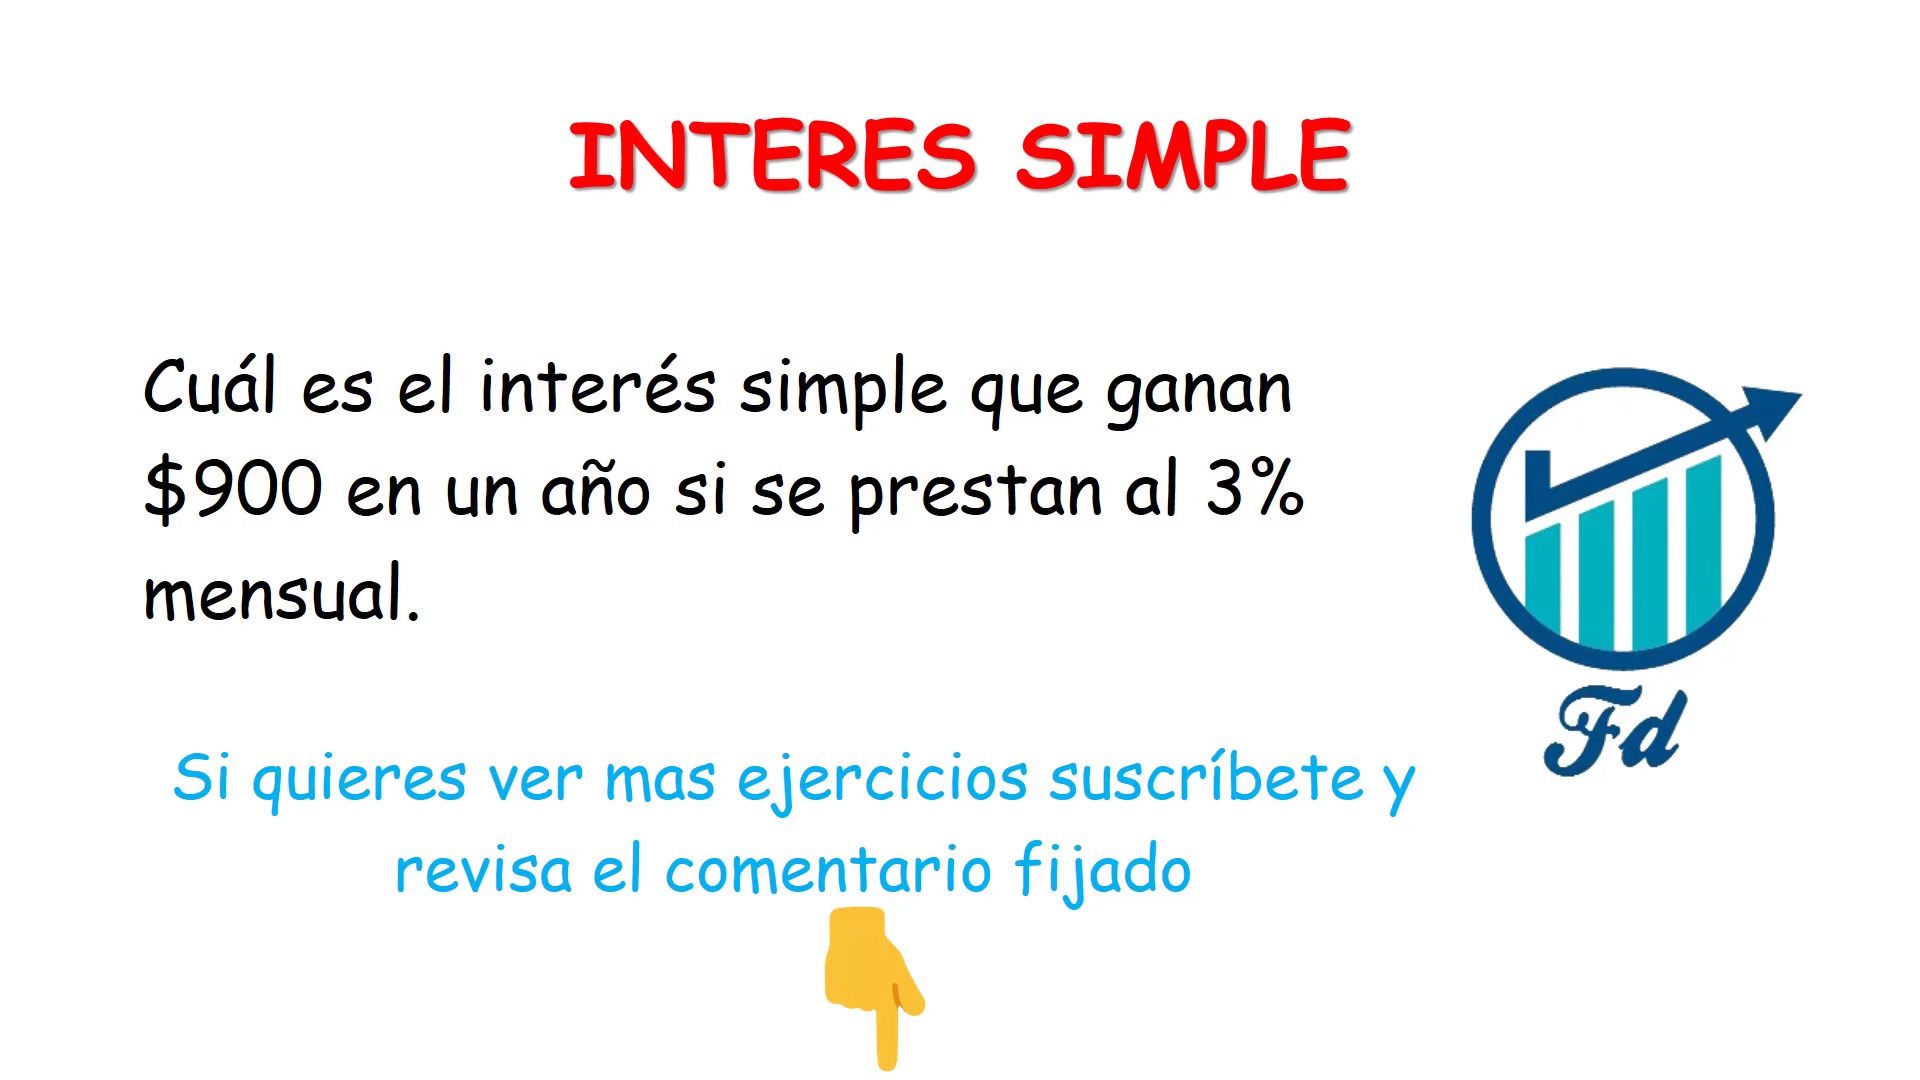 INTERES SIMPLE
Cuál es el interés simple que ganan
$900 en un año si se prestan al 3%
mensual.
Fd
Si quieres ver mas ejercicios suscríbete y
revisa el comentario fijado